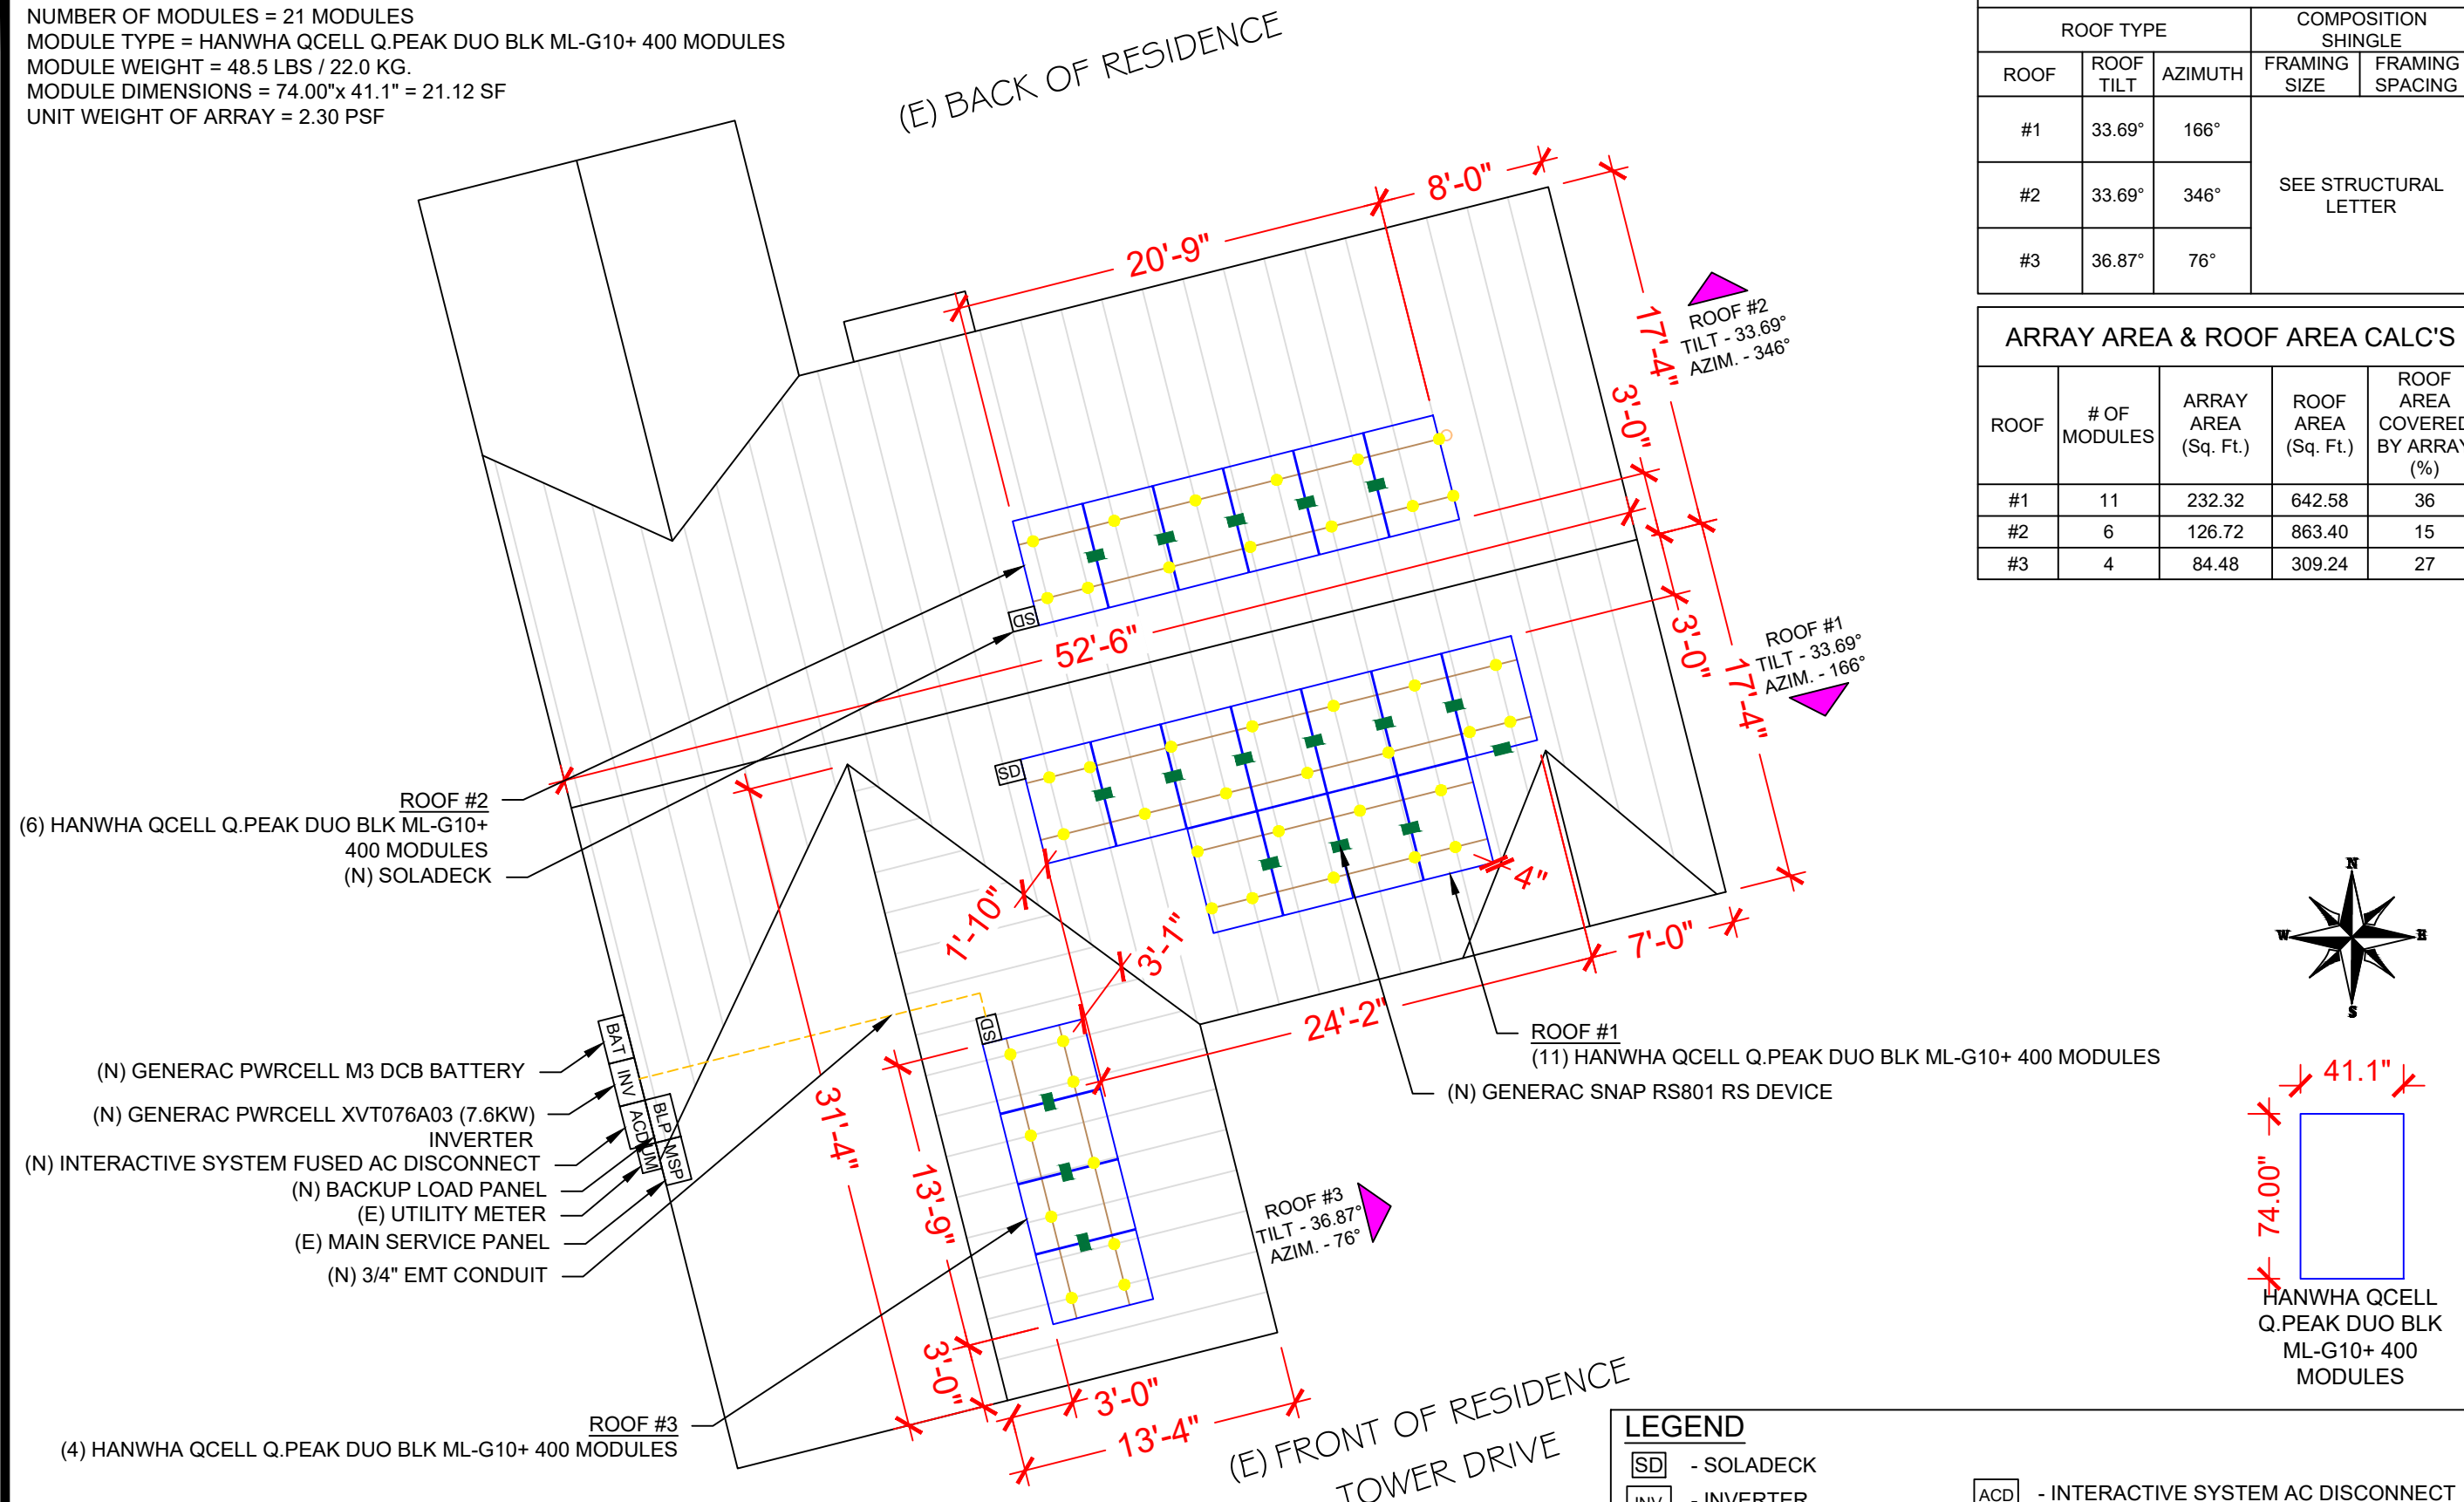 NUMBER OF MODULES = 21 MODULES
MODULE TYPE = HANWHA QCELL Q.PEAK DUO BLK ML-G10+ 400 MODULES
MODULE WEIGHT = 48.5 LBS / 22.0 KG.
MODULE DIMENSIONS = 74.00"x 41.1" = 21.12 SF
UNIT WEIGHT OF ARRAY = 2.30 PSF
(E) BACK OF RESIDENCE
ROOF TYPE
COMPOSITION
SHINGLE
ROOF
ROOF
TILT
AZIMUTH
FRAMING
SIZE
FRAMING
SPACING
#1 33.69° 166°
#2 33.69° 346°
#3 36.87° 76°
SEE STRUCTURAL
LETTER
ARRAY AREA & ROOF AREA CALC'S
ROOF
# OF
MODULES
ARRAY
AREA
(Sq. Ft.)
ROOF
AREA
(Sq. Ft.)
ROOF
AREA
COVERED
BY ARRAY
(%)
#1 11 232.32 642.58 36
#2 6 126.72 863.40 15
#3 4 84.48 309.24 27
8'-0"
20'-9"
17'-4"
3'-0"
ROOF #2
TILT - 33.69°
AZIM. - 346°
SD
52'-6"
3'-0"
17'-4"
ROOF #1
TILT - 33.69°
AZIM. - 166°
SD
4"
1'-10"
3'-1"
7'-0"
24'-2"
ROOF #2
(6) HANWHA QCELL Q.PEAK DUO BLK ML-G10+
400 MODULES
(N) SOLADECK
ROOF #1
(11) HANWHA QCELL Q.PEAK DUO BLK ML-G10+ 400 MODULES
(N) GENERAC SNAP RS801 RS DEVICE
SD
BAT
INV
ACD
BLP
UM
MSP
(N) GENERAC PWRCELL M3 DCB BATTERY
(N) GENERAC PWRCELL XVT076A03 (7.6KW)
INVERTER
(N) INTERACTIVE SYSTEM FUSED AC DISCONNECT
(N) BACKUP LOAD PANEL
(E) UTILITY METER
(E) MAIN SERVICE PANEL
(N) 3/4" EMT CONDUIT
31'-4"
13'-9"
3'-0"
3'-0"
13'-4"
ROOF #3
TILT - 36.87°
AZIM. - 76°
ROOF #3
(4) HANWHA QCELL Q.PEAK DUO BLK ML-G10+ 400 MODULES
(E) FRONT OF RESIDENCE
TOWER DRIVE
N
W
E
S
41.1"
74.00"
HANWHA QCELL
Q.PEAK DUO BLK
ML-G10+ 400
MODULES
LEGEND
SD - SOLADECK
INV - INVERTER
ACD - INTERACTIVE SYSTEM AC DISCONNECT